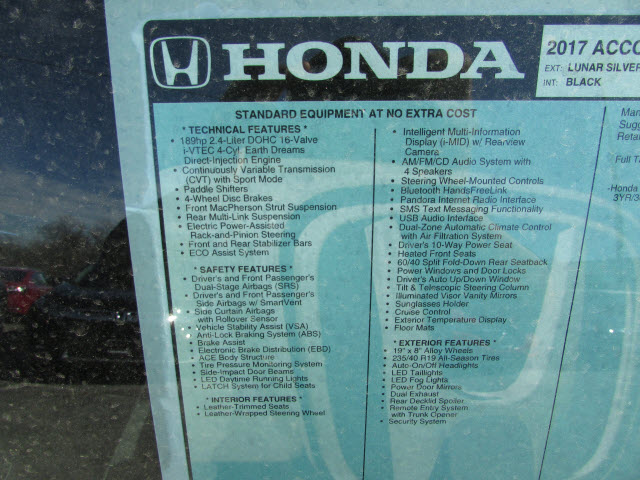 HONDA
2017 ACCO
EXT: LUNAR SILVER
INT: BLACK
STANDARD EQUIPMENT AT NO EXTRA COST
* TECHNICAL FEATURES *
• 189hp 2.4-Liter DOHC 16-Valve
i-VTEC 4-Cyl. Earth Dreams
Direct-Injection Engine
• Continuously Variable Transmission
(CVT) with Sport Mode
• Paddle Shifters
• 4-Wheel Disc Brakes
• Front MacPherson Strut Suspension
• Rear Multi-Link Suspension
• Electric Power-Assisted
Rack-and-Pinion Steering
• Front and Rear Stabilizer Bars
• ECO Assist System
* SAFETY FEATURES *
• Driver's and Front Passenger's
Dual-Stage Airbags (SRS)
• Driver's and Front Passenger's
Side Airbags w/ SmartVent
• Side Curtain Airbags
with Rollover Sensor
• Vehicle Stability Assist (VSA)
• Anti-Lock Braking System (ABS)
• Brake Assist
• Electronic Brake Distribution (EBD)
• ACE Body Structure
• Tire Pressure Monitoring System
• Side-Impact Door Beams
• LED Daytime Running Lights
• LATCH System for Child Seats
* INTERIOR FEATURES *
• Leather-Trimmed Seats
• Leather-Wrapped Steering Wheel
• Intelligent Multi-Information
Display (i-MID) w/ Rearview
Camera
• AM/FM/CD Audio System with
4 Speakers
• Steering Wheel-Mounted Controls
• Bluetooth HandsFreeLink
• Pandora Internet Radio Interface
• SMS Text Messaging Functionality
• USB Audio Interface
• Dual-Zone Automatic Climate Control
with Air Filtration System
• Driver's 10-Way Power Seat
• Heated Front Seats
• 60/40 Split Fold-Down Rear Seatback
• Power Windows and Door Locks
• Driver's Auto Up/Down Window
• Tilt & Telescopic Steering Column
• Illuminated Visor Vanity Mirrors
• Sunglasses Holder
• Cruise Control
• Exterior Temperature Display
• Floor Mats
* EXTERIOR FEATURES *
• 19" x 8" Alloy Wheels
• 235/40 R19 All-Season Tires
• Auto-On/Off Headlights
• LED Taillights
• LED Fog Lights
• Power Door Mirrors
• Dual Exhaust
• Rear Decklid Spoiler
• Remote Entry System
with Trunk Opener
• Security System
Man
Sugg
Retai
Full T
-Honda
3YR/3